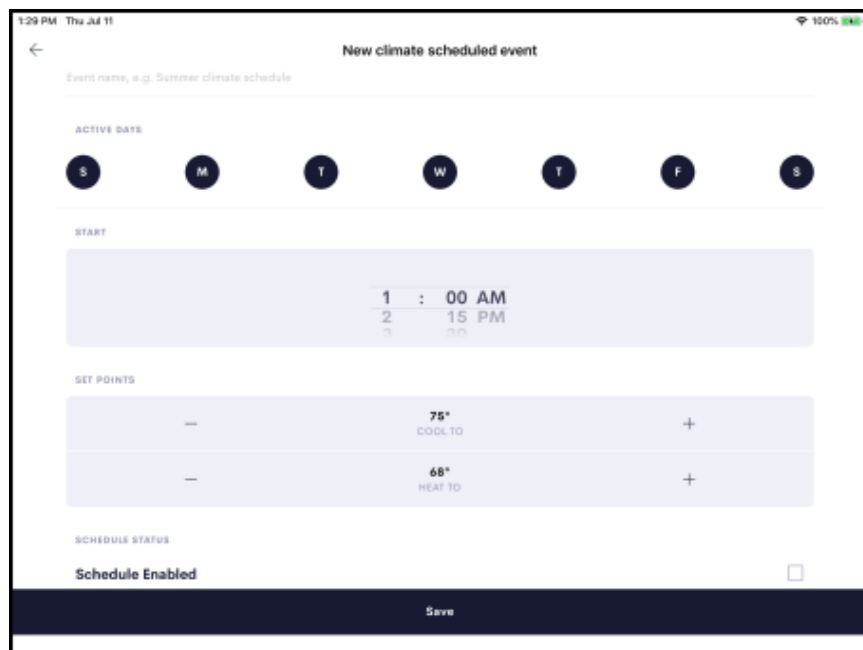 1:29 PM Thu Jul 11 100%
New climate scheduled event
Event name, e.g. Summer climate schedule
ACTIVE DAYS
S M T W T F S
START
1 : 00 AM
2 15 PM
3 30
SET POINTS
− 75° +
COOL TO
− 68° +
HEAT TO
SCHEDULE STATUS
Schedule Enabled
Save